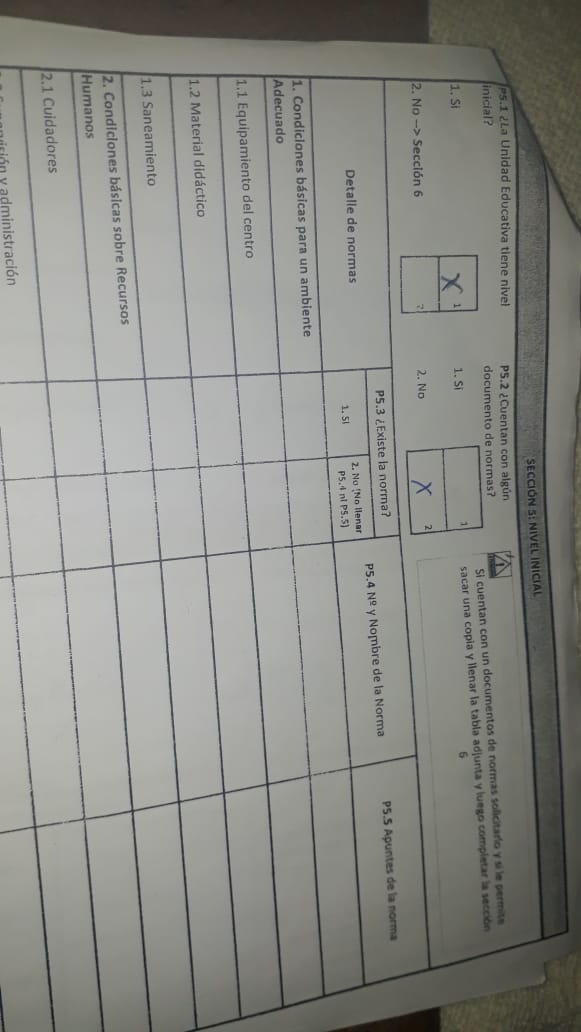 SECCIÓN 5: NIVEL INICIAL
P5.1 ¿La Unidad Educativa tiene nivel
inicial?
1. Si
X 1
2. No --> Sección 6
2
P5.2 ¿Cuentan con algún
documento de normas?
1. Si
1
2. No
X 2
Si cuentan con un documentos de normas solicitarlo y si le permite
sacar una copia y llenar la tabla adjunta y luego completar la sección
6
Detalle de normas
P5.3 ¿Existe la norma?
1. Si
2. No (No llenar
P5.4 ni P5.5)
P5.4 Nº y Nombre de la Norma
P5.5 Apuntes de la norma
1. Condiciones básicas para un ambiente
Adecuado
1.1 Equipamiento del centro
1.2 Material didáctico
1.3 Saneamiento
2. Condiciones básicas sobre Recursos
Humanos
2.1 Cuidadores
y administración